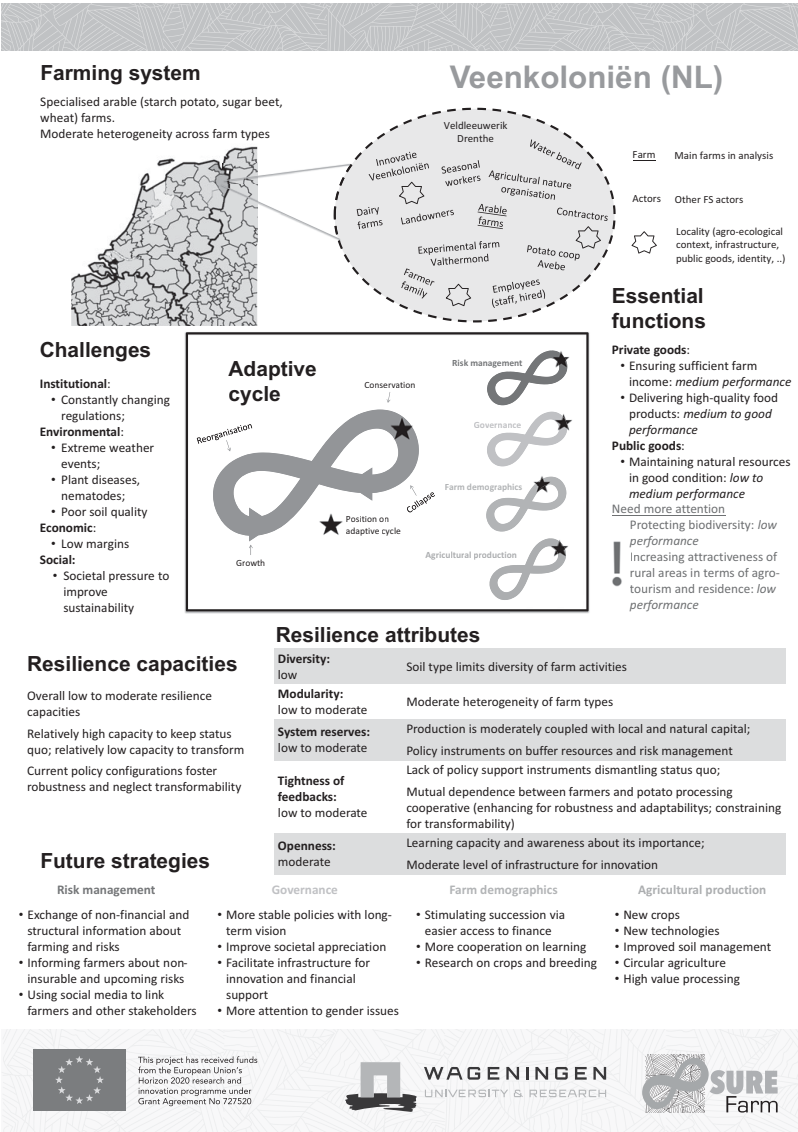 Farming system
Veenkoloniën (NL)
Specialised arable (starch potato, sugar beet,
wheat) farms.
Moderate heterogeneity across farm types
Veldleeuwerik
Drenthe
Water board
Innovatie
Veenkoloniën
Seasonal
workers
Agricultural nature
organisation
Dairy
farms
Landowners
Arable
farms
Contractors
Experimental farm
Valthermond
Potato coop
Avebe
Farmer
family
Employees
(staff, hired)
Farm Main farms in analysis
Actors Other FS actors
Locality (agro-ecological
context, infrastructure,
public goods, identity, ..)
Challenges
Institutional:
• Constantly changing
regulations;
Environmental:
• Extreme weather
events;
• Plant diseases,
nematodes;
• Poor soil quality
Economic:
• Low margins
Social:
• Societal pressure to
improve
sustainability
Adaptive
cycle
Conservation
Reorganisation
Collapse
Growth
Position on
adaptive cycle
Risk management
Governance
Farm demographics
Agricultural production
Essential
functions
Private goods:
• Ensuring sufficient farm
income: medium performance
• Delivering high-quality food
products: medium to good
performance
Public goods:
• Maintaining natural resources
in good condition: low to
medium performance
Need more attention
Protecting biodiversity: low
performance
!
Increasing attractiveness of
rural areas in terms of agro-
tourism and residence: low
performance
Resilience capacities
Overall low to moderate resilience
capacities
Relatively high capacity to keep status
quo; relatively low capacity to transform
Current policy configurations foster
robustness and neglect transformability
Resilience attributes
Diversity:
low
Soil type limits diversity of farm activities
Modularity:
low to moderate
Moderate heterogeneity of farm types
System reserves:
low to moderate
Production is moderately coupled with local and natural capital;
Policy instruments on buffer resources and risk management
Tightness of
feedbacks:
low to moderate
Lack of policy support instruments dismantling status quo;
Mutual dependence between farmers and potato processing
cooperative (enhancing for robustness and adaptabilitys; constraining
for transformability)
Openness:
moderate
Learning capacity and awareness about its importance;
Moderate level of infrastructure for innovation
Future strategies
Risk management
• Exchange of non-financial and
structural information about
farming and risks
• Informing farmers about non-
insurable and upcoming risks
• Using social media to link
farmers and other stakeholders
Governance
• More stable policies with long-
term vision
• Improve societal appreciation
• Facilitate infrastructure for
innovation and financial
support
• More attention to gender issues
Farm demographics
• Stimulating succession via
easier access to finance
• More cooperation on learning
• Research on crops and breeding
Agricultural production
• New crops
• New technologies
• Improved soil management
• Circular agriculture
• High value processing
This project has received funds
from the European Union's
Horizon 2020 research and
innovation programme under
Grant Agreement No 727520
WAGENINGEN
UNIVERSITY & RESEARCH
SURE
Farm